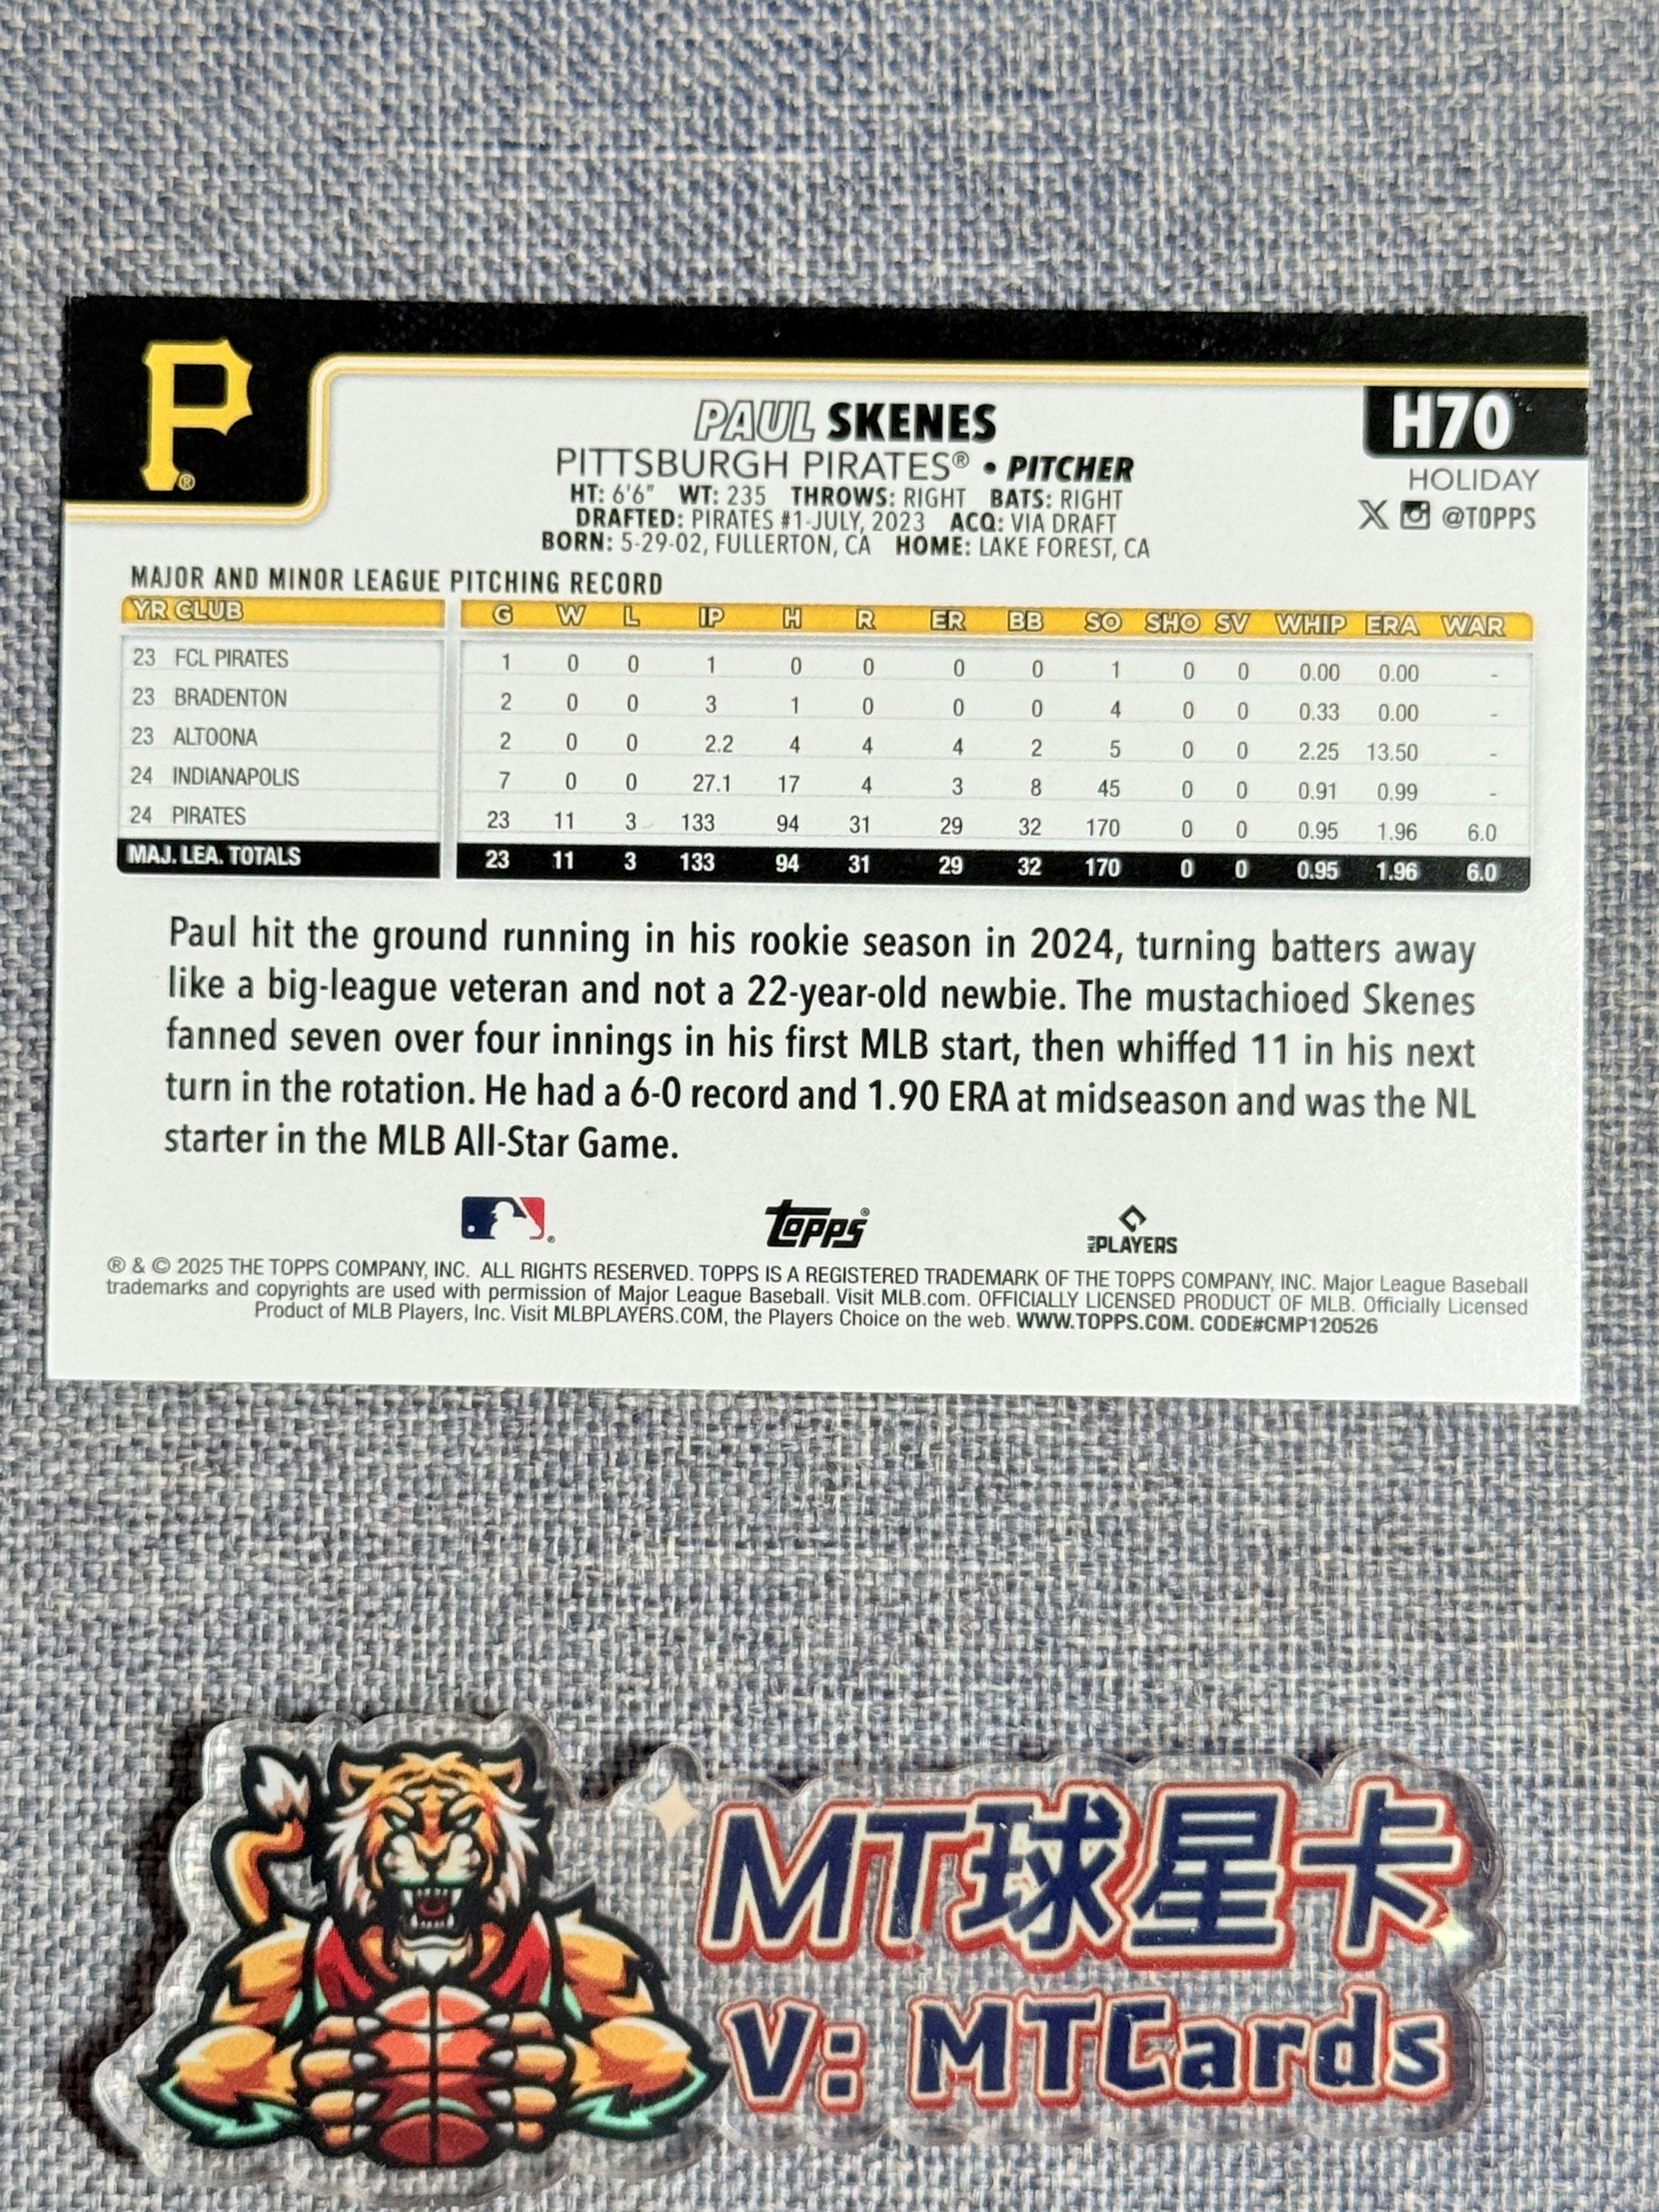 P®
PAUL SKENES
H70
PITTSBURGH PIRATES® • PITCHER
HOLIDAY
HT: 6'6" WT: 235 THROWS: RIGHT BATS: RIGHT
DRAFTED: PIRATES #1-JULY, 2023 ACQ: VIA DRAFT
X @TOPPS
BORN: 5-29-02, FULLERTON, CA HOME: LAKE FOREST, CA
MAJOR AND MINOR LEAGUE PITCHING RECORD
YR CLUB G W L IP H R ER BB SO SHO SV WHIP ERA WAR
23 FCL PIRATES 1 0 0 1 0 0 0 0 1 0 0 0.00 0.00 -
23 BRADENTON 2 0 0 3 1 0 0 0 4 0 0 0.33 0.00 -
23 ALTOONA 2 0 0 2.2 4 4 4 2 5 0 0 2.25 13.50 -
24 INDIANAPOLIS 7 0 0 27.1 17 4 3 8 45 0 0 0.91 0.99 -
24 PIRATES 23 11 3 133 94 31 29 32 170 0 0 0.95 1.96 6.0
MAJ. LEA. TOTALS 23 11 3 133 94 31 29 32 170 0 0 0.95 1.96 6.0
Paul hit the ground running in his rookie season in 2024, turning batters away
like a big-league veteran and not a 22-year-old newbie. The mustachioed Skenes
fanned seven over four innings in his first MLB start, then whiffed 11 in his next
turn in the rotation. He had a 6-0 record and 1.90 ERA at midseason and was the NL
starter in the MLB All-Star Game.
Topps®
PLAYERS
® & © 2025 THE TOPPS COMPANY, INC. ALL RIGHTS RESERVED. TOPPS IS A REGISTERED TRADEMARK OF THE TOPPS COMPANY, INC. Major League Baseball
trademarks and copyrights are used with permission of Major League Baseball. Visit MLB.com. OFFICIALLY LICENSED PRODUCT OF MLB. Officially Licensed
Product of MLB Players, Inc. Visit MLBPLAYERS.COM, the Players Choice on the web. WWW.TOPPS.COM. CODE#CMP120526
MT球星卡
V: MTCards